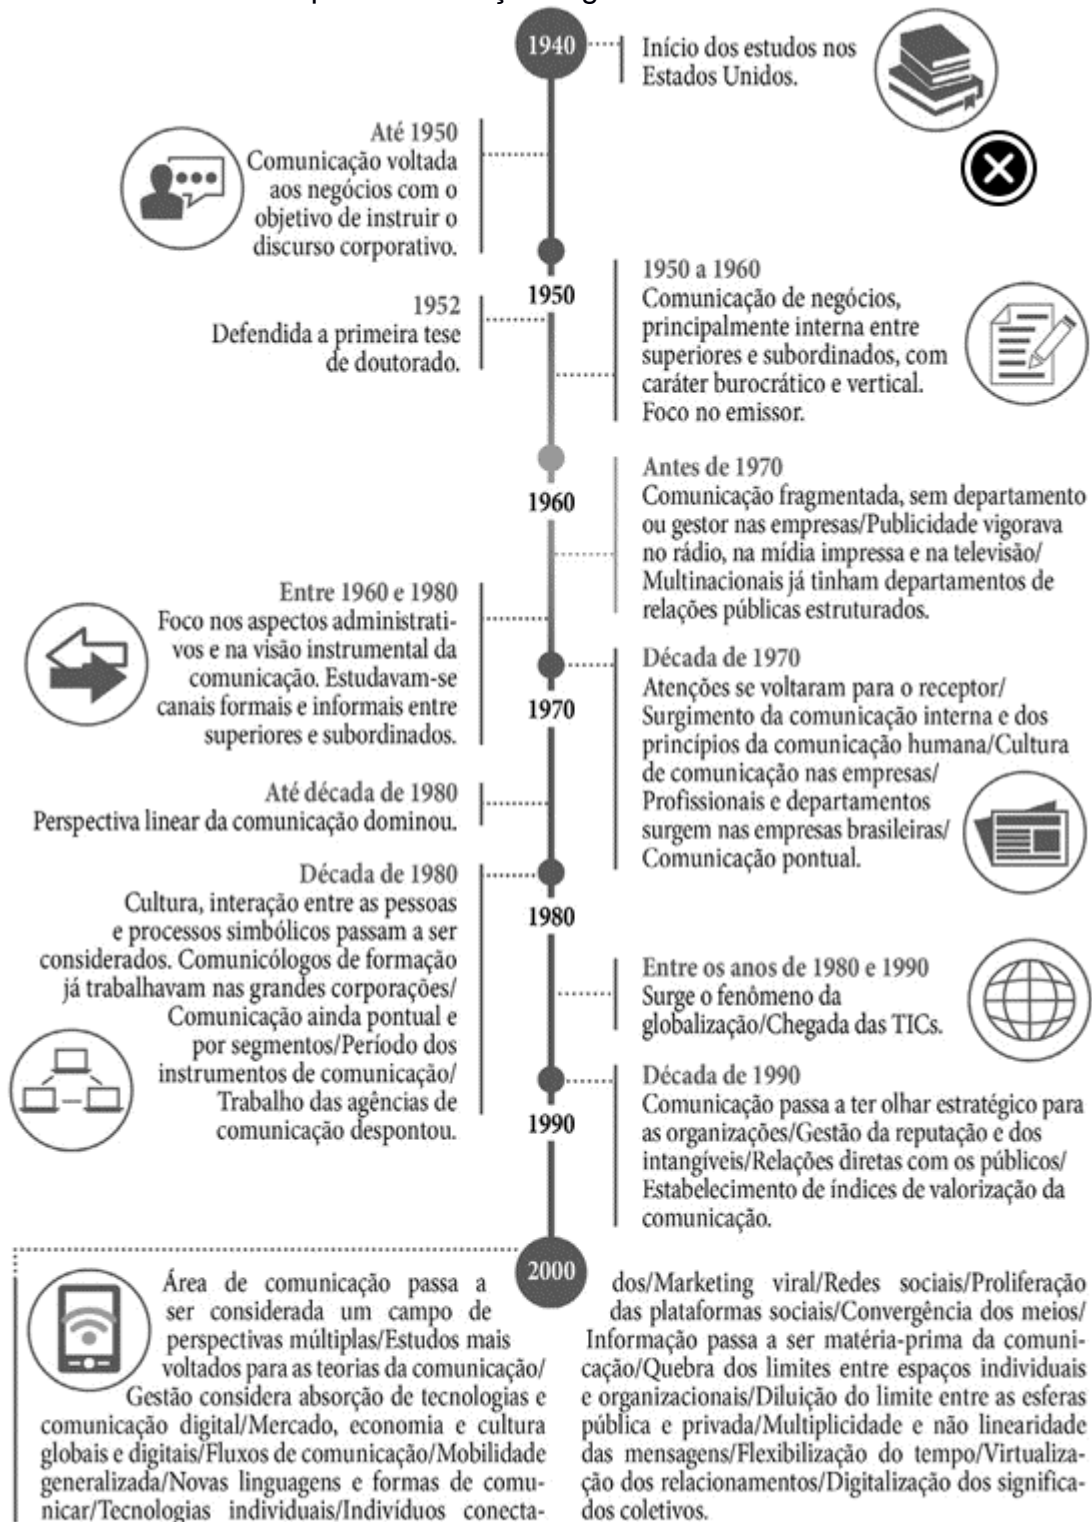 1940
Início dos estudos nos
Estados Unidos.
Até 1950
Comunicação voltada
aos negócios com o
objetivo de instruir o
discurso corporativo.
1950
1950 a 1960
Comunicação de negócios,
principalmente interna entre
superiores e subordinados, com
caráter burocrático e vertical.
Foco no emissor.
1952
Defendida a primeira tese
de doutorado.
1960
Antes de 1970
Comunicação fragmentada, sem departamento
ou gestor nas empresas/Publicidade vigorava
no rádio, na mídia impressa e na televisão/
Multinacionais já tinham departamentos de
relações públicas estruturados.
Entre 1960 e 1980
Foco nos aspectos administrati-
vos e na visão instrumental da
comunicação. Estudavam-se
canais formais e informais entre
superiores e subordinados.
1970
Década de 1970
Atenções se voltaram para o receptor/
Surgimento da comunicação interna e dos
princípios da comunicação humana/Cultura
de comunicação nas empresas/
Profissionais e departamentos
surgem nas empresas brasileiras/
Comunicação pontual.
Até década de 1980
Perspectiva linear da comunicação dominou.
Década de 1980
Cultura, interação entre as pessoas
e processos simbólicos passam a ser
considerados. Comunicólogos de formação
já trabalhavam nas grandes corporações/
Comunicação ainda pontual e
por segmentos/Período dos
instrumentos de comunicação/
Trabalho das agências de
comunicação despontou.
1980
Entre os anos de 1980 e 1990
Surge o fenômeno da
globalização/Chegada das TICs.
1990
Década de 1990
Comunicação passa a ter olhar estratégico para
as organizações/Gestão da reputação e dos
intangíveis/Relações diretas com os públicos/
Estabelecimento de índices de valorização da
comunicação.
2000
Área de comunicação passa a
ser considerada um campo de
perspectivas múltiplas/Estudos mais
voltados para as teorias da comunicação/
Gestão considera absorção de tecnologias e
comunicação digital/Mercado, economia e cultura
globais e digitais/Fluxos de comunicação/Mobilidade
generalizada/Novas linguagens e formas de comu-
nicar/Tecnologias individuais/Indivíduos conecta-
dos/Marketing viral/Redes sociais/Proliferação
das plataformas sociais/Convergência dos meios/
Informação passa a ser matéria-prima da comuni-
cação/Quebra dos limites entre espaços individuais
e organizacionais/Diluição do limite entre as esferas
pública e privada/Multiplicidade e não linearidade
das mensagens/Flexibilização do tempo/Virtualiza-
ção dos relacionamentos/Digitalização dos significa-
dos coletivos.